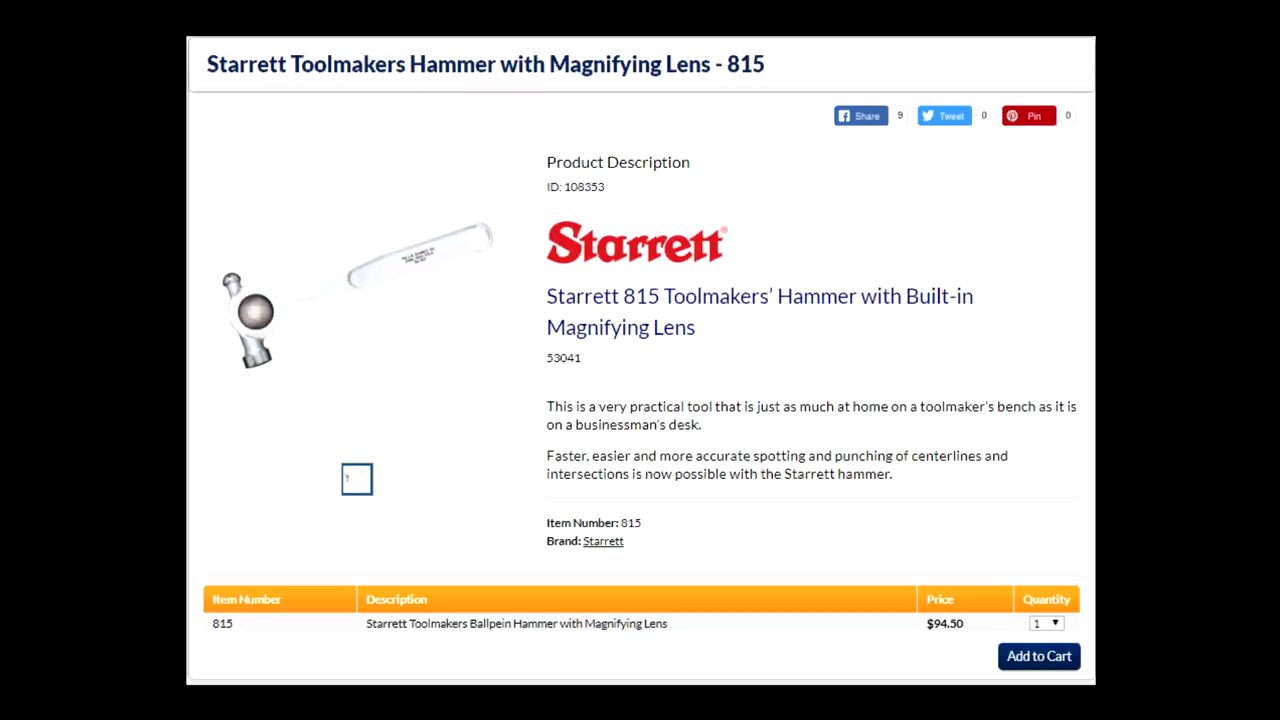 Starrett Toolmakers Hammer with Magnifying Lens - 815
Share 9 Tweet 0 Pin 0
Product Description
ID: 108353
Starrett®
Starrett 815 Toolmakers’ Hammer with Built-in
Magnifying Lens
53041
This is a very practical tool that is just as much at home on a toolmaker's bench as it is
on a businessman's desk.
Faster, easier and more accurate spotting and punching of centerlines and
intersections is now possible with the Starrett hammer.
Item Number: 815
Brand: Starrett
Item Number Description Price Quantity
815 Starrett Toolmakers Ballpein Hammer with Magnifying Lens $94.50 1
Add to Cart